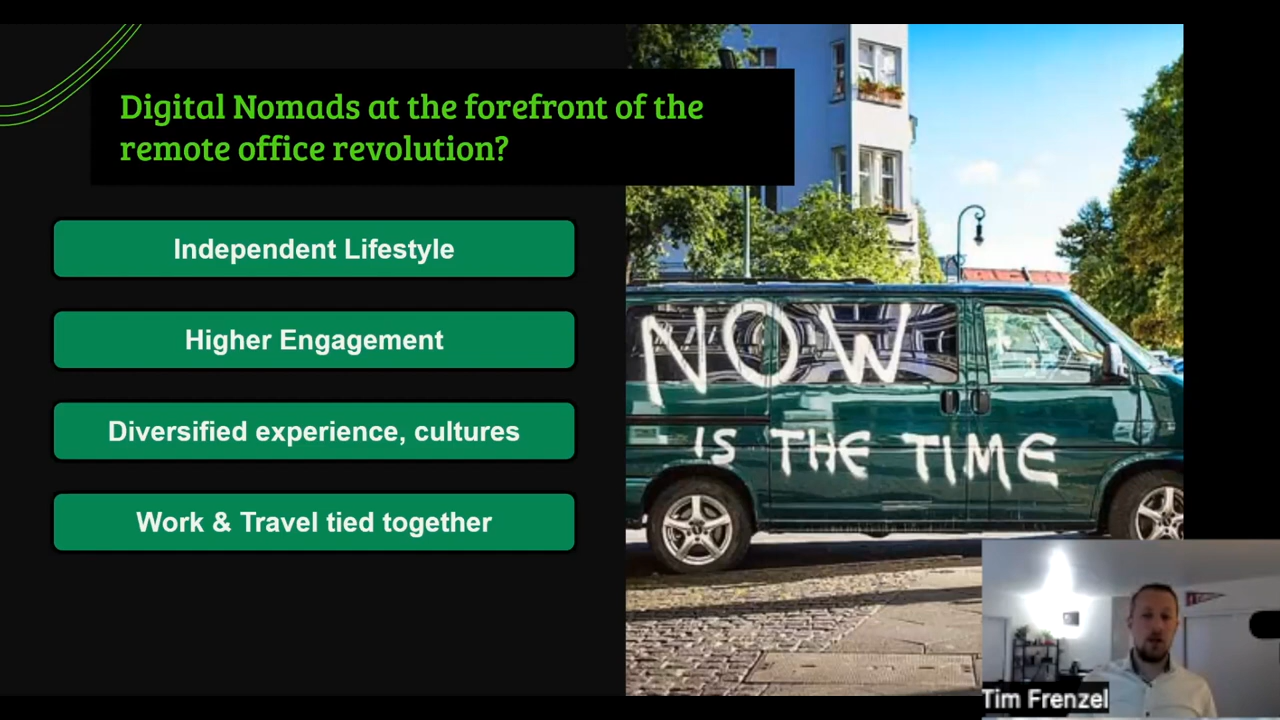 Digital Nomads at the forefront of the
remote office revolution?
Independent Lifestyle
Higher Engagement
Diversified experience, cultures
Work & Travel tied together
NOW
IS THE TIME
Tim Frenzel